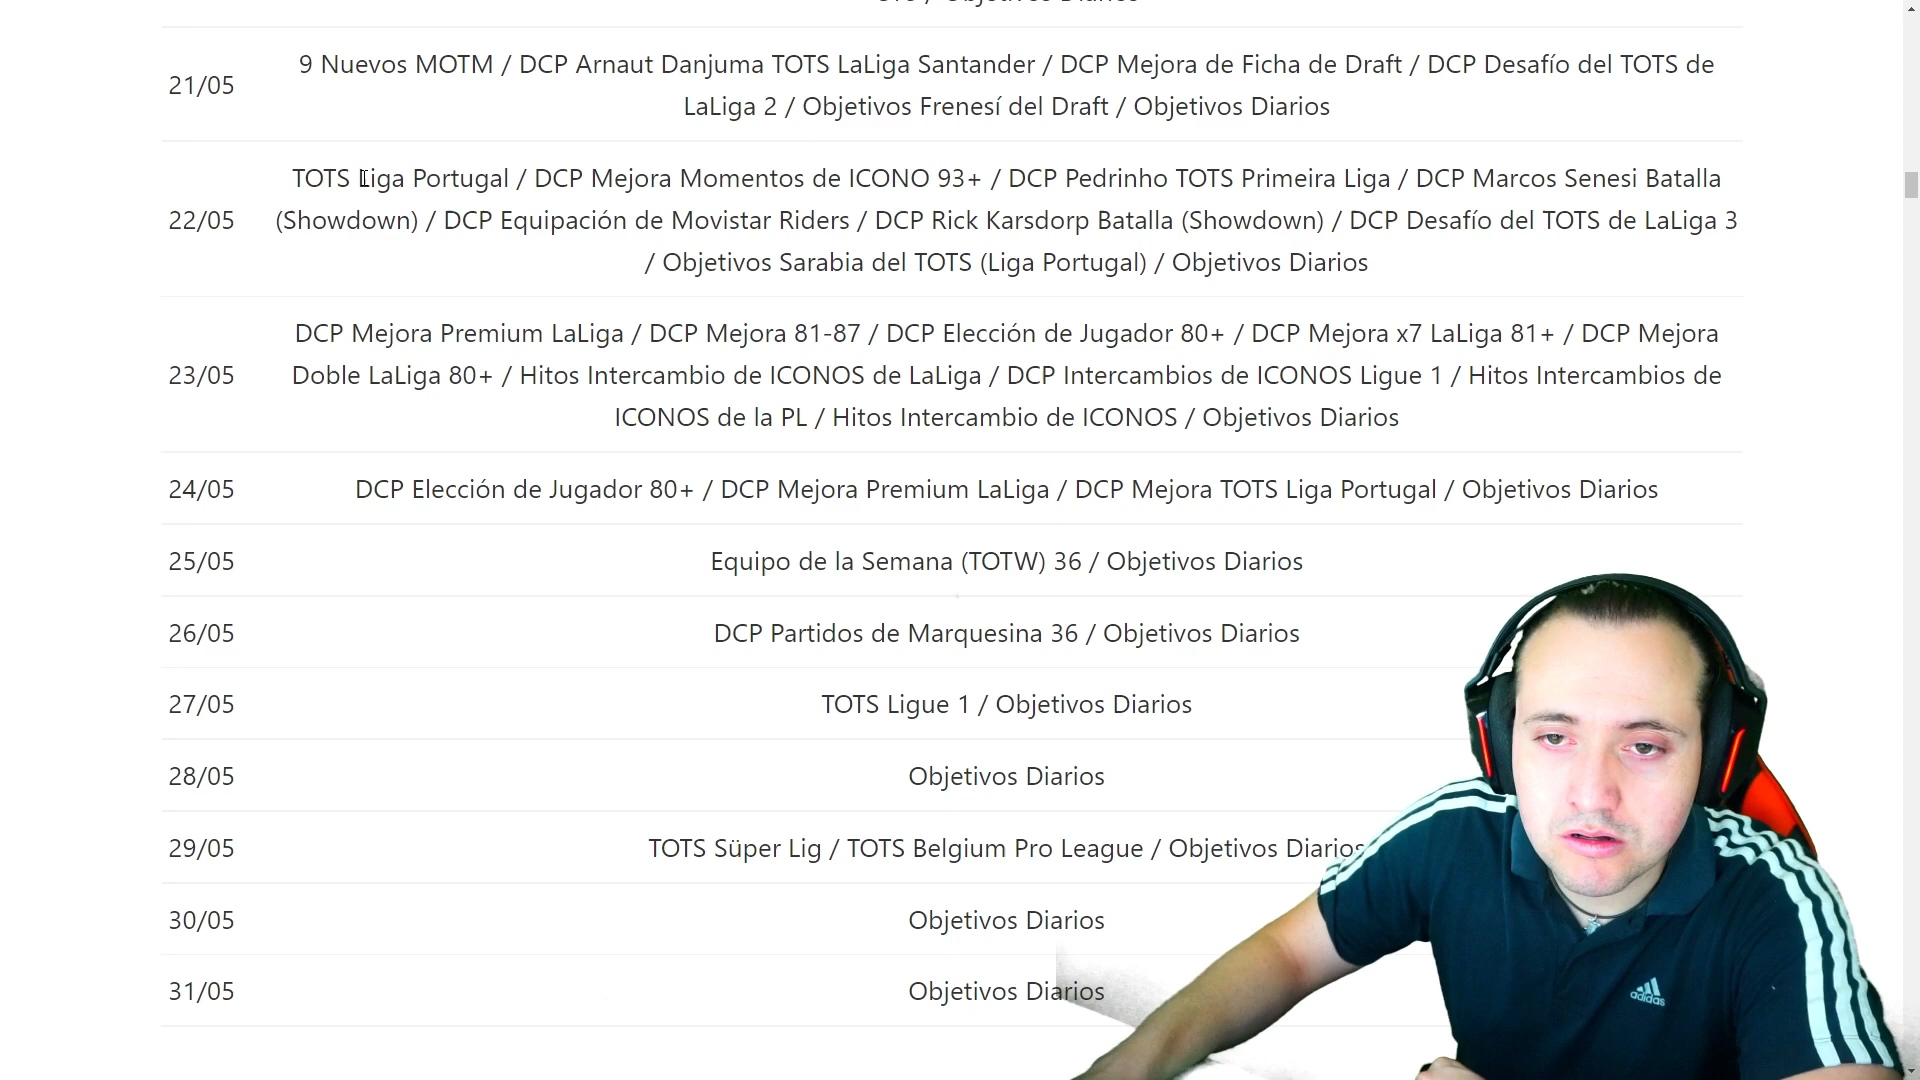 21/05
9 Nuevos MOTM / DCP Arnaut Danjuma TOTS LaLiga Santander / DCP Mejora de Ficha de Draft / DCP Desafío del TOTS de
LaLiga 2 / Objetivos Frenesí del Draft / Objetivos Diarios
22/05
TOTS Liga Portugal / DCP Mejora Momentos de ICONO 93+ / DCP Pedrinho TOTS Primeira Liga / DCP Marcos Senesi Batalla
(Showdown) / DCP Equipación de Movistar Riders / DCP Rick Karsdorp Batalla (Showdown) / DCP Desafío del TOTS de LaLiga 3
/ Objetivos Sarabia del TOTS (Liga Portugal) / Objetivos Diarios
23/05
DCP Mejora Premium LaLiga / DCP Mejora 81-87 / DCP Elección de Jugador 80+ / DCP Mejora x7 LaLiga 81+ / DCP Mejora
Doble LaLiga 80+ / Hitos Intercambio de ICONOS de LaLiga / DCP Intercambios de ICONOS Ligue 1 / Hitos Intercambios de
ICONOS de la PL / Hitos Intercambio de ICONOS / Objetivos Diarios
24/05
DCP Elección de Jugador 80+ / DCP Mejora Premium LaLiga / DCP Mejora TOTS Liga Portugal / Objetivos Diarios
25/05
Equipo de la Semana (TOTW) 36 / Objetivos Diarios
26/05
DCP Partidos de Marquesina 36 / Objetivos Diarios
27/05
TOTS Ligue 1 / Objetivos Diarios
28/05
Objetivos Diarios
29/05
TOTS Süper Lig / TOTS Belgium Pro League / Objetivos Diarios
30/05
Objetivos Diarios
31/05
Objetivos Diarios
adidas